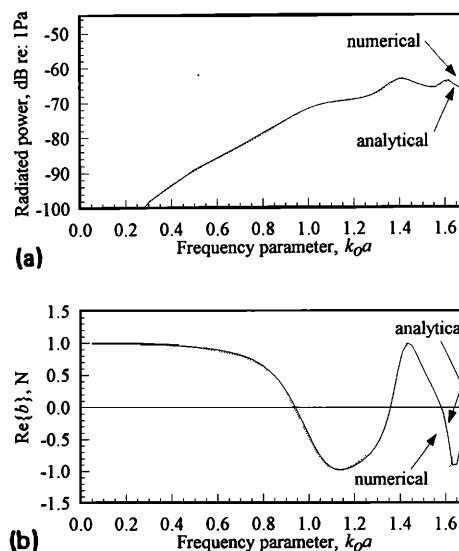 Radiated power, dB re: 1Pa
-50
-60
-70
-80
-90
-100
numerical
analytical
0.0 0.2 0.4 0.6 0.8 1.0 1.2 1.4 1.6
Frequency parameter, kOa
(a)
Re{b}, N
1.5
1.0
0.5
0.0
-0.5
-1.0
-1.5
analytical
numerical
0.0 0.2 0.4 0.6 0.8 1.0 1.2 1.4 1.6
Frequency parameter, kOa
(b)